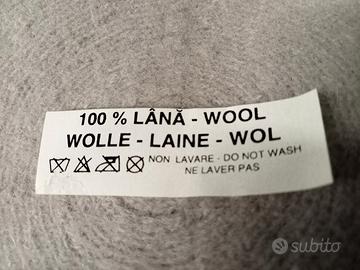 100 % LÂNĂ - WOOL
WOLLE - LAINE - WOL
NON LAVARE - DO NOT WASH
NE LAVER PAS
subito